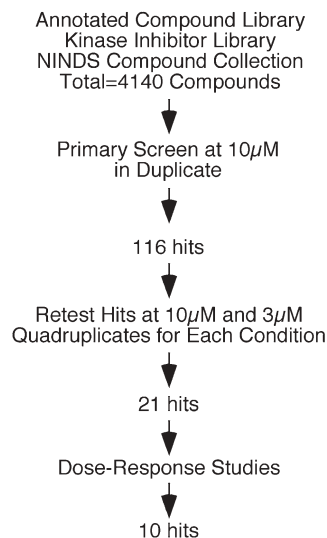 Annotated Compound Library
Kinase Inhibitor Library
NINDS Compound Collection
Total=4140 Compounds
Primary Screen at 10µM
in Duplicate
116 hits
Retest Hits at 10µM and 3µM
Quadruplicates for Each Condition
21 hits
Dose-Response Studies
10 hits